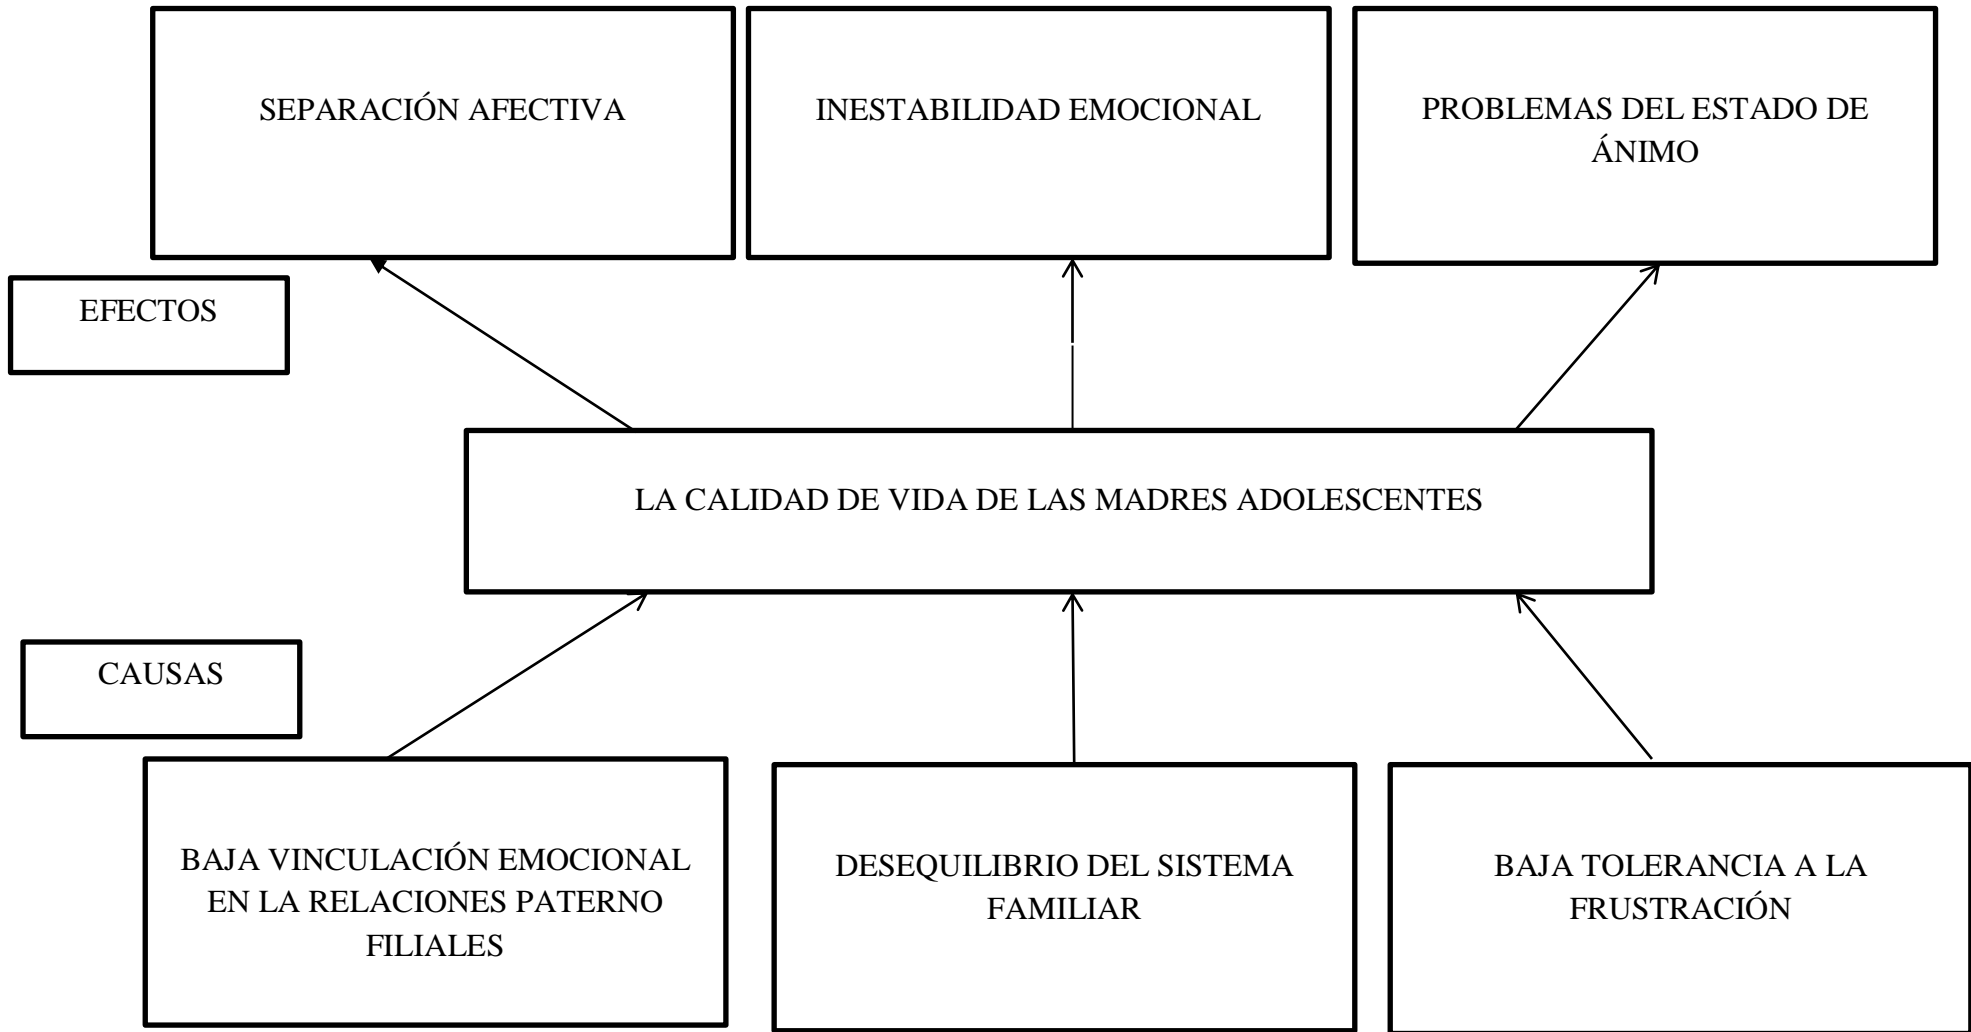 SEPARACIÓN AFECTIVA
INESTABILIDAD EMOCIONAL
PROBLEMAS DEL ESTADO DE
ÁNIMO
EFECTOS
LA CALIDAD DE VIDA DE LAS MADRES ADOLESCENTES
CAUSAS
BAJA VINCULACIÓN EMOCIONAL
EN LA RELACIONES PATERNO
FILIALES
DESEQUILIBRIO DEL SISTEMA
FAMILIAR
BAJA TOLERANCIA A LA
FRUSTRACIÓN